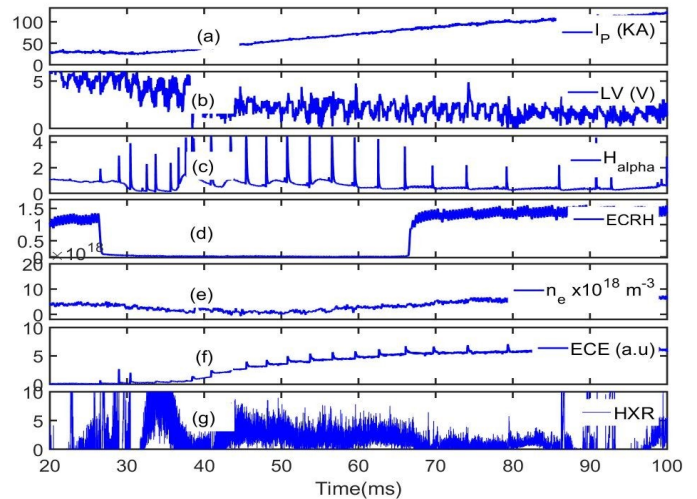 100
50
0
(a)
I_P (KA)
5
0
(b)
LV (V)
4
2
0
(c)
H_alpha
1.5
1
0.5
0
(d)
ECRH
×10^18
20
10
0
(e)
n_e x10^18 m^-3
10
5
0
(f)
ECE (a.u)
10
5
0
(g)
HXR
20 30 40 50 60 70 80 90 100
Time(ms)